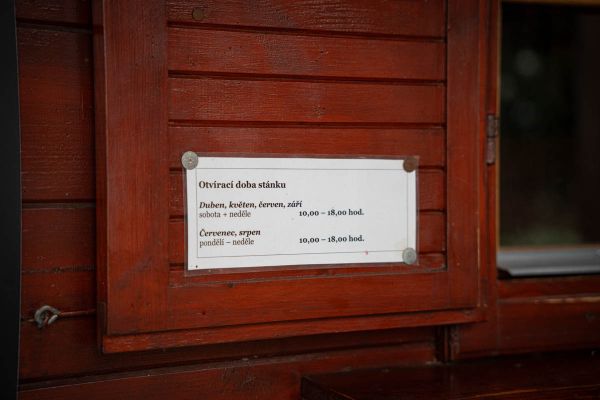 Otvírací doba stánku
Duben, květen, červen, září
sobota + neděle 10,00 – 18,00 hod.
Červenec, srpen
pondělí – neděle 10,00 – 18,00 hod.